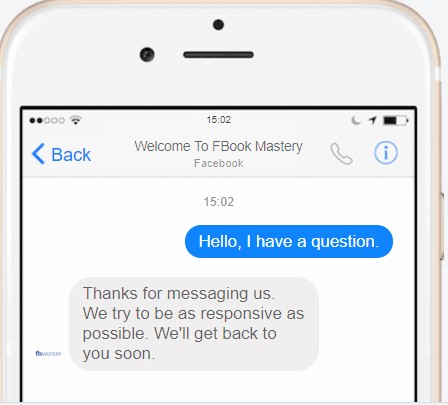 15:02
Back
Welcome To FBook Mastery
Facebook
15:02
Hello, I have a question.
Thanks for messaging us.
We try to be as responsive as
possible. We'll get back to
you soon.
fbMASTERY